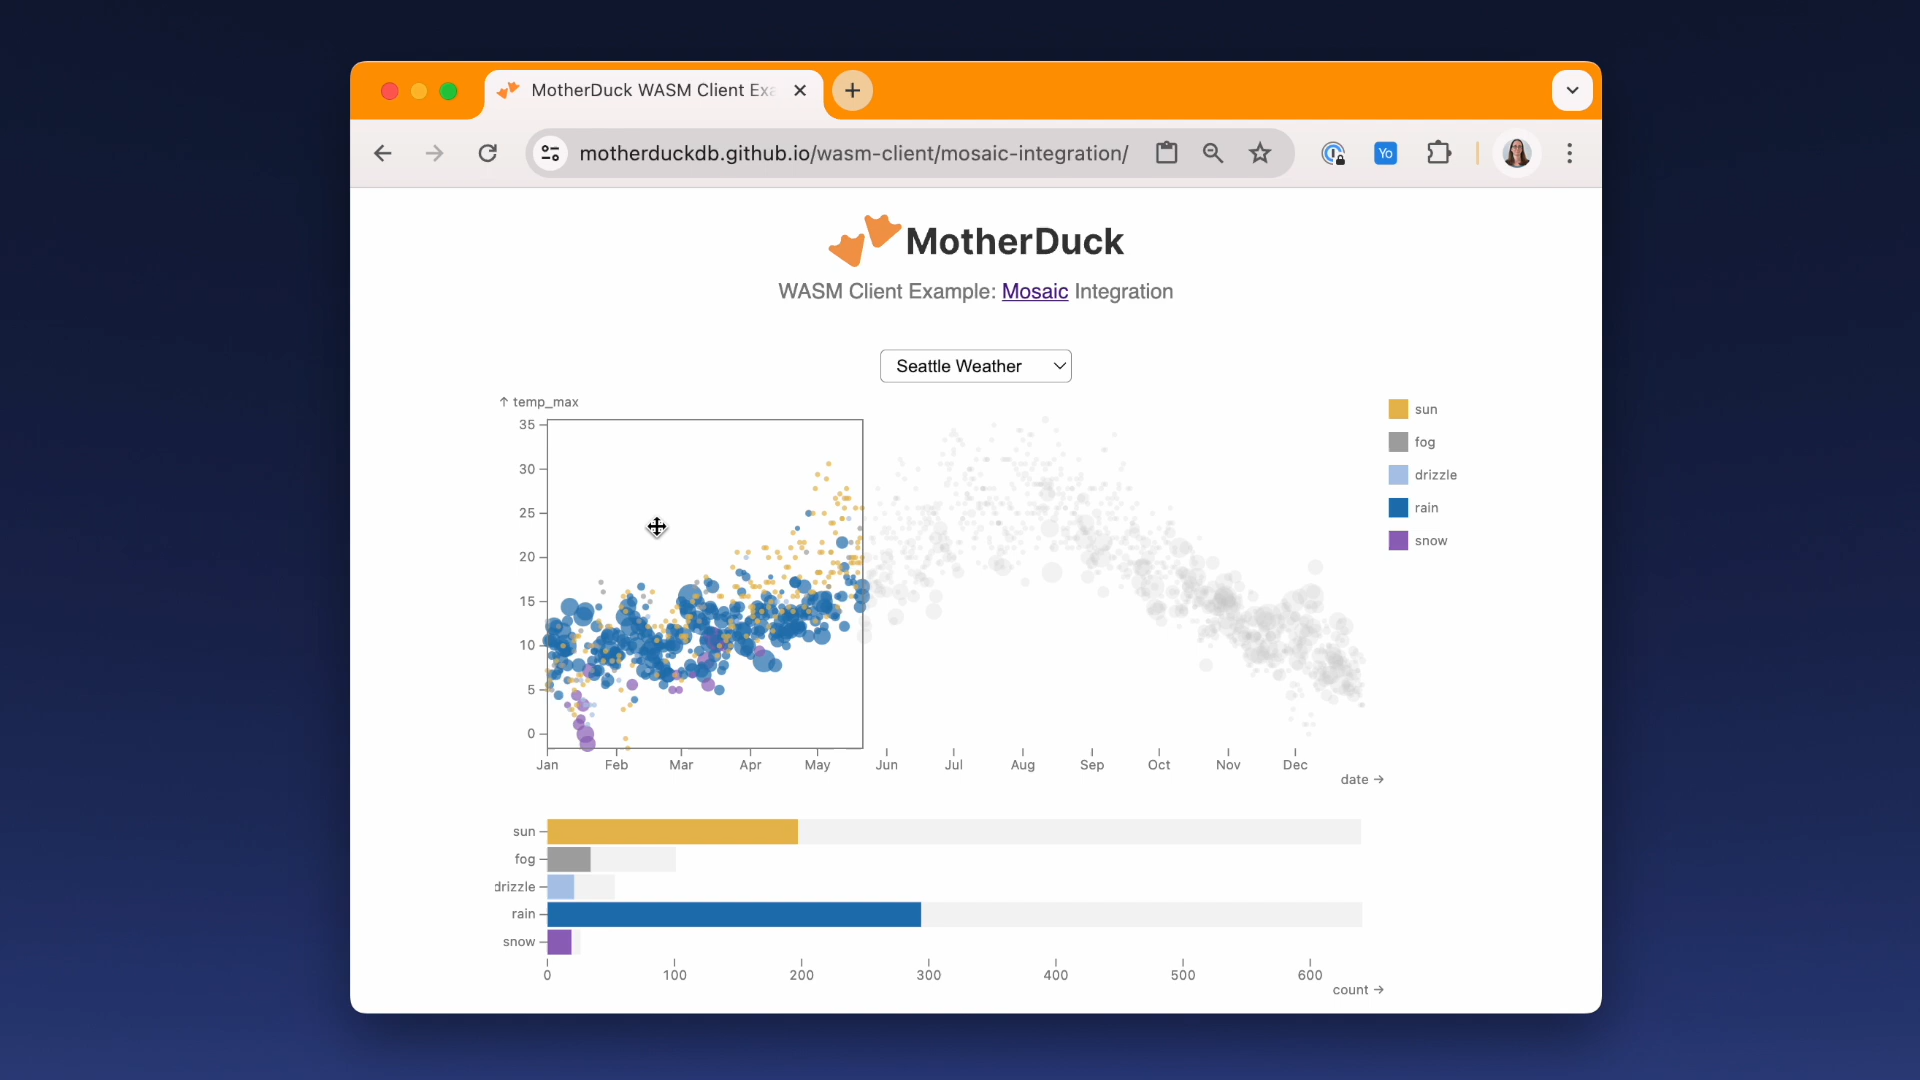 MotherDuck WASM Client Exa
motherduckdb.github.io/wasm-client/mosaic-integration/
Yo
MotherDuck
WASM Client Example: Mosaic Integration
Seattle Weather
↑ temp_max
35
30
25
20
15
10
5
0
Jan Feb Mar Apr May Jun Jul Aug Sep Oct Nov Dec
date →
sun
fog
drizzle
rain
snow
sun
fog
drizzle
rain
snow
0 100 200 300 400 500 600
count →